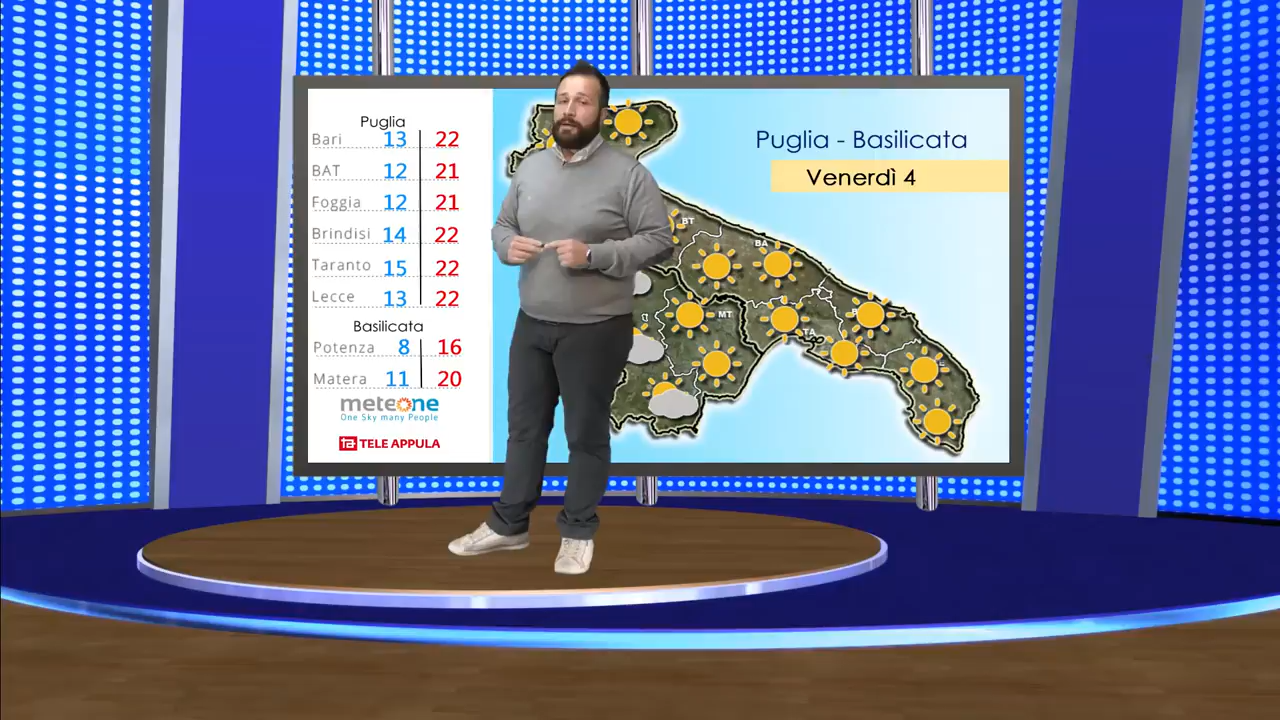 Puglia
Bari 13 22
BAT 12 21
Foggia 12 21
Brindisi 14 22
Taranto 15 22
Lecce 13 22
Basilicata
Potenza 8 16
Matera 11 20
meteone
One Sky many People
TELE APPULA
Puglia - Basilicata
Venerdì 4
BT
BA
MT
TA